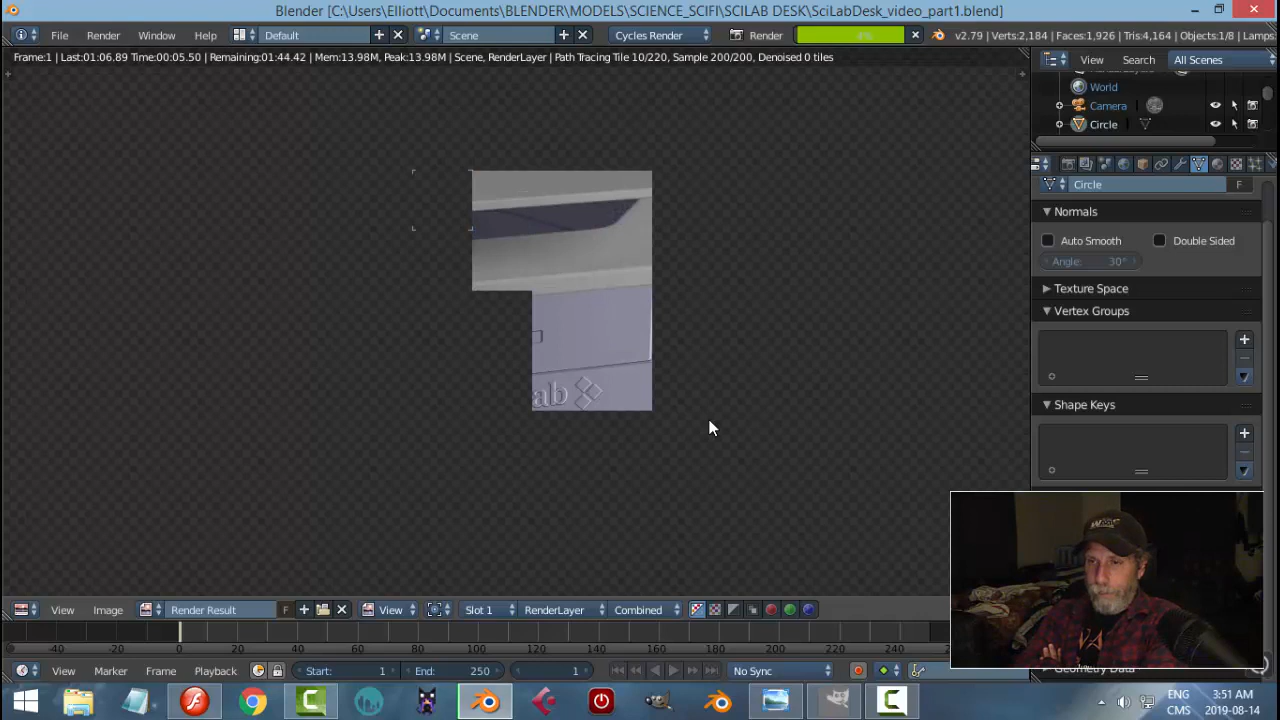 Blender [C:\Users\Elliott\Documents\BLENDER\MODELS\SCIENCE_SCIFI\SCILAB DESK\SciLabDesk_video_part1.blend]
File Render Window Help Default Scene Cycles Render Render 4% v2.79 | Verts:2,184 | Faces:1,926 | Tris:4,164 | Objects:1/8 | Lamps
Frame:1 | Last:01:06.89 Time:00:05.50 | Remaining:01:44.42 | Mem:13.98M, Peak:13.98M | Scene, RenderLayer | Path Tracing Tile 10/220, Sample 200/200, Denoised 0 tiles
View Search All Scenes
World
Camera
Circle
Circle F
Normals
Auto Smooth Double Sided
Angle: 30°
Texture Space
Vertex Groups
Shape Keys
ab
View Image Render Result F View Slot 1 RenderLayer Combined
-40 -20 0 20 40 60 80 100 120 140 160 180 200 220 240 260
View Marker Frame Playback Start: 1 End: 250 1 No Sync
Geometry Data
ENG 3:51 AM
CMS 2019-08-14